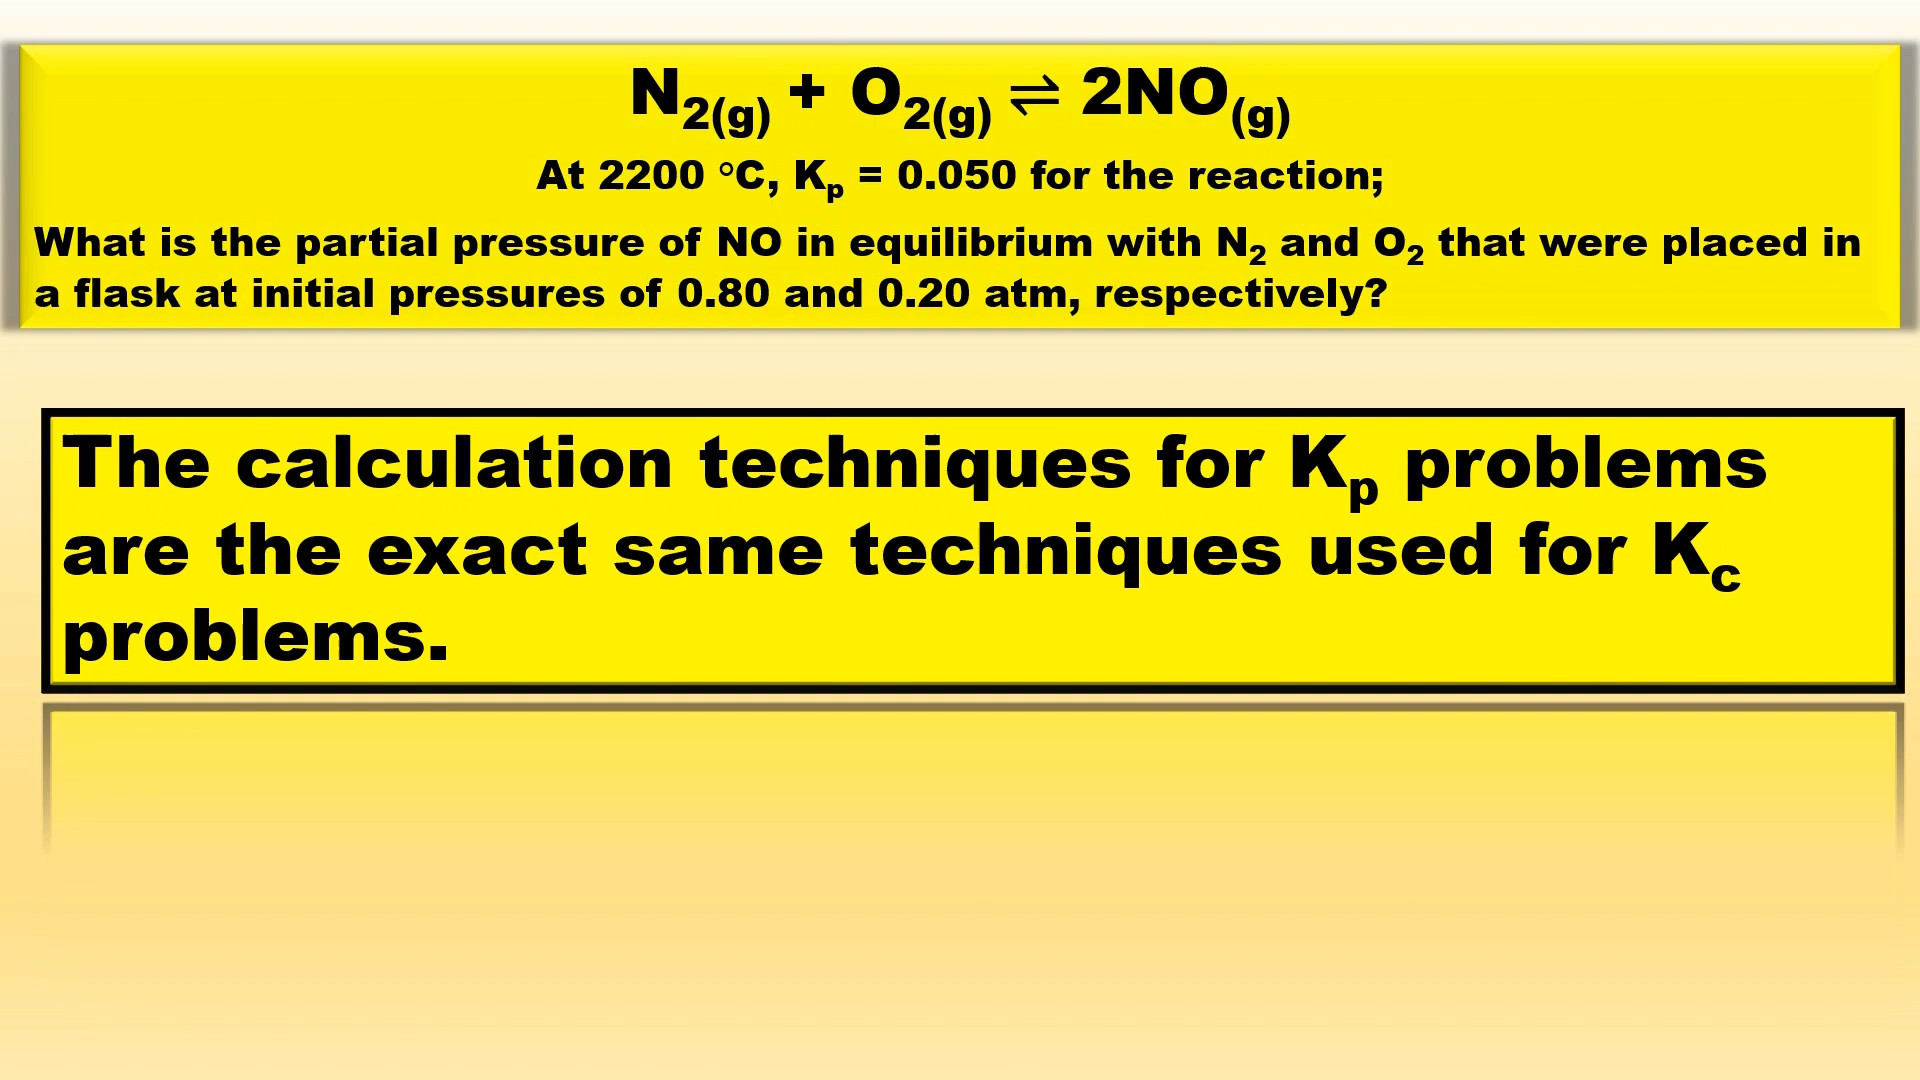 N₂(g) + O₂(g) ⇌ 2NO(g)
At 2200 °C, Kₚ = 0.050 for the reaction;
What is the partial pressure of NO in equilibrium with N₂ and O₂ that were placed in
a flask at initial pressures of 0.80 and 0.20 atm, respectively?
The calculation techniques for Kₚ problems
are the exact same techniques used for K꜀
problems.